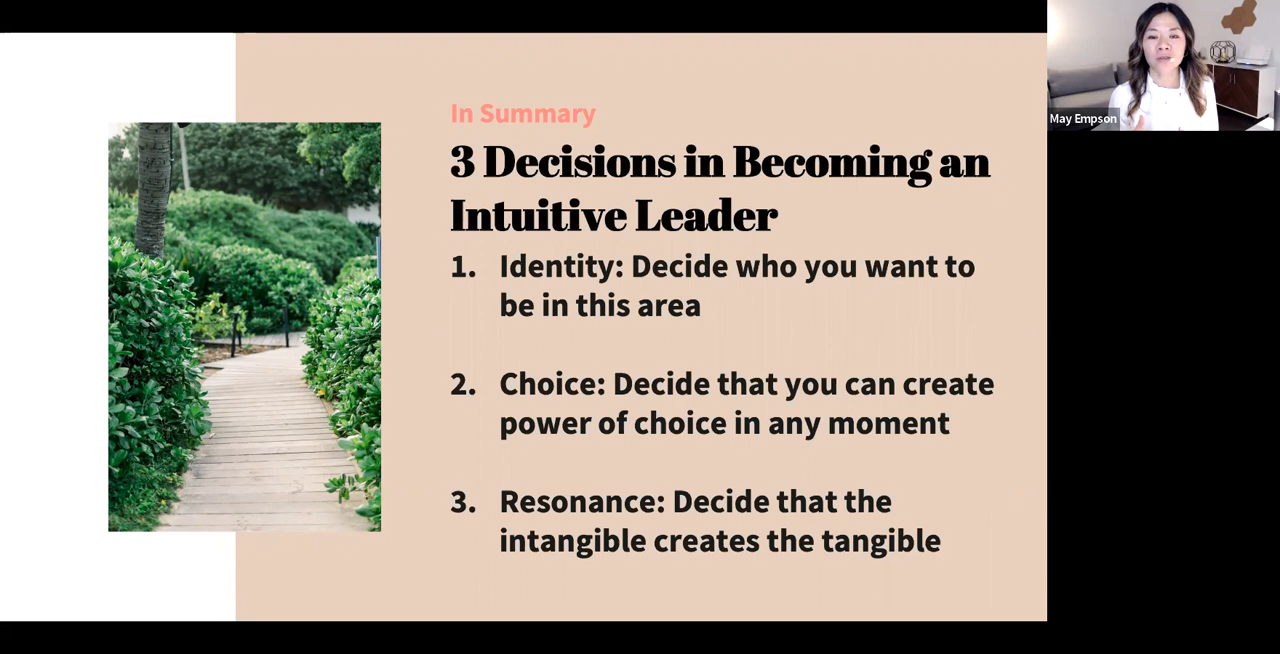 In Summary
3 Decisions in Becoming an
Intuitive Leader
1. Identity: Decide who you want to
be in this area
2. Choice: Decide that you can create
power of choice in any moment
3. Resonance: Decide that the
intangible creates the tangible
May Empson